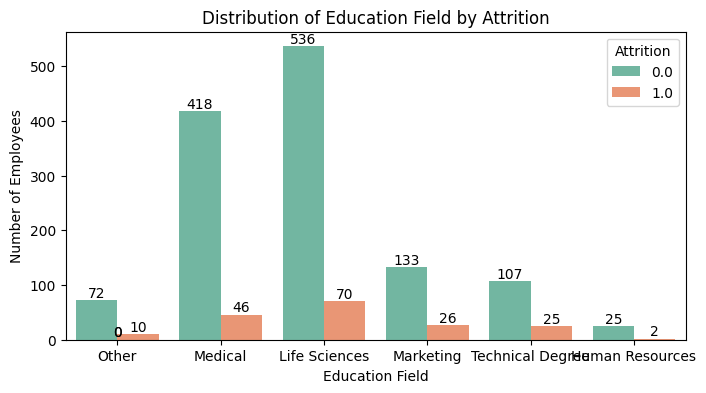 Distribution of Education Field by Attrition
Number of Employees
500
400
300
200
100
0
Attrition
0.0
1.0
72
0
0
10
418
46
536
70
133
26
107
25
25
2
Other
Medical
Life Sciences
Marketing
Technical Degree
Human Resources
Education Field